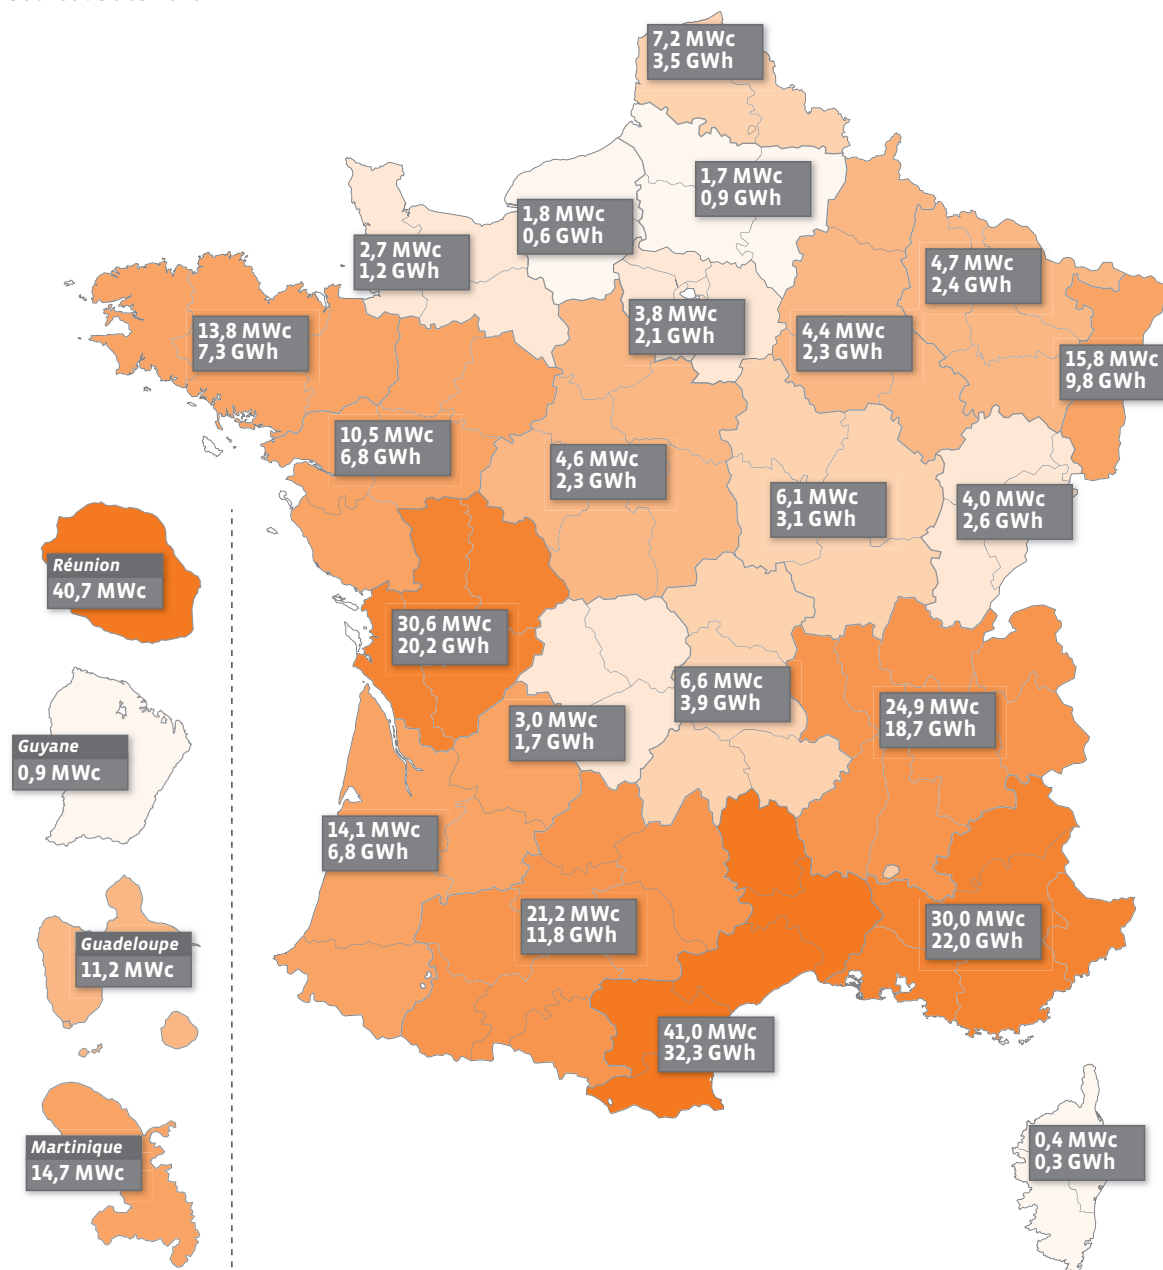 7,2 MWc
3,5 GWh
1,7 MWc
0,9 GWh
1,8 MWc
0,6 GWh
2,7 MWc
1,2 GWh
4,7 MWc
2,4 GWh
3,8 MWc
2,1 GWh
13,8 MWc
7,3 GWh
4,4 MWc
2,3 GWh
15,8 MWc
9,8 GWh
10,5 MWc
6,8 GWh
4,6 MWc
2,3 GWh
6,1 MWc
3,1 GWh
4,0 MWc
2,6 GWh
Réunion
40,7 MWc
30,6 MWc
20,2 GWh
6,6 MWc
3,9 GWh
24,9 MWc
18,7 GWh
3,0 MWc
1,7 GWh
Guyane
0,9 MWc
14,1 MWc
6,8 GWh
21,2 MWc
11,8 GWh
30,0 MWc
22,0 GWh
Guadeloupe
11,2 MWc
41,0 MWc
32,3 GWh
Martinique
14,7 MWc
0,4 MWc
0,3 GWh